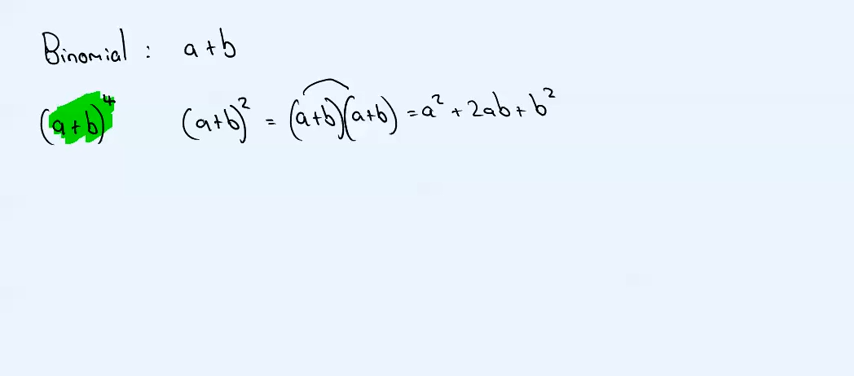 Binomial : a+b
(a+b)⁴ (a+b)² = (a+b)(a+b) = a² + 2ab + b²